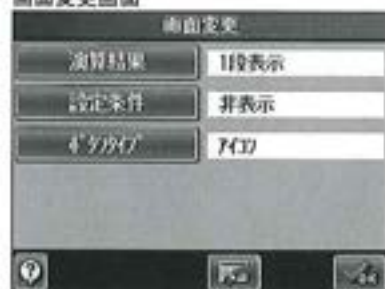 画面変更画面
画面変更
演算結果 1段表示
設定条件 非表示
ﾎﾞﾀﾝﾀｲﾌﾟ ｱｲｺﾝ
?